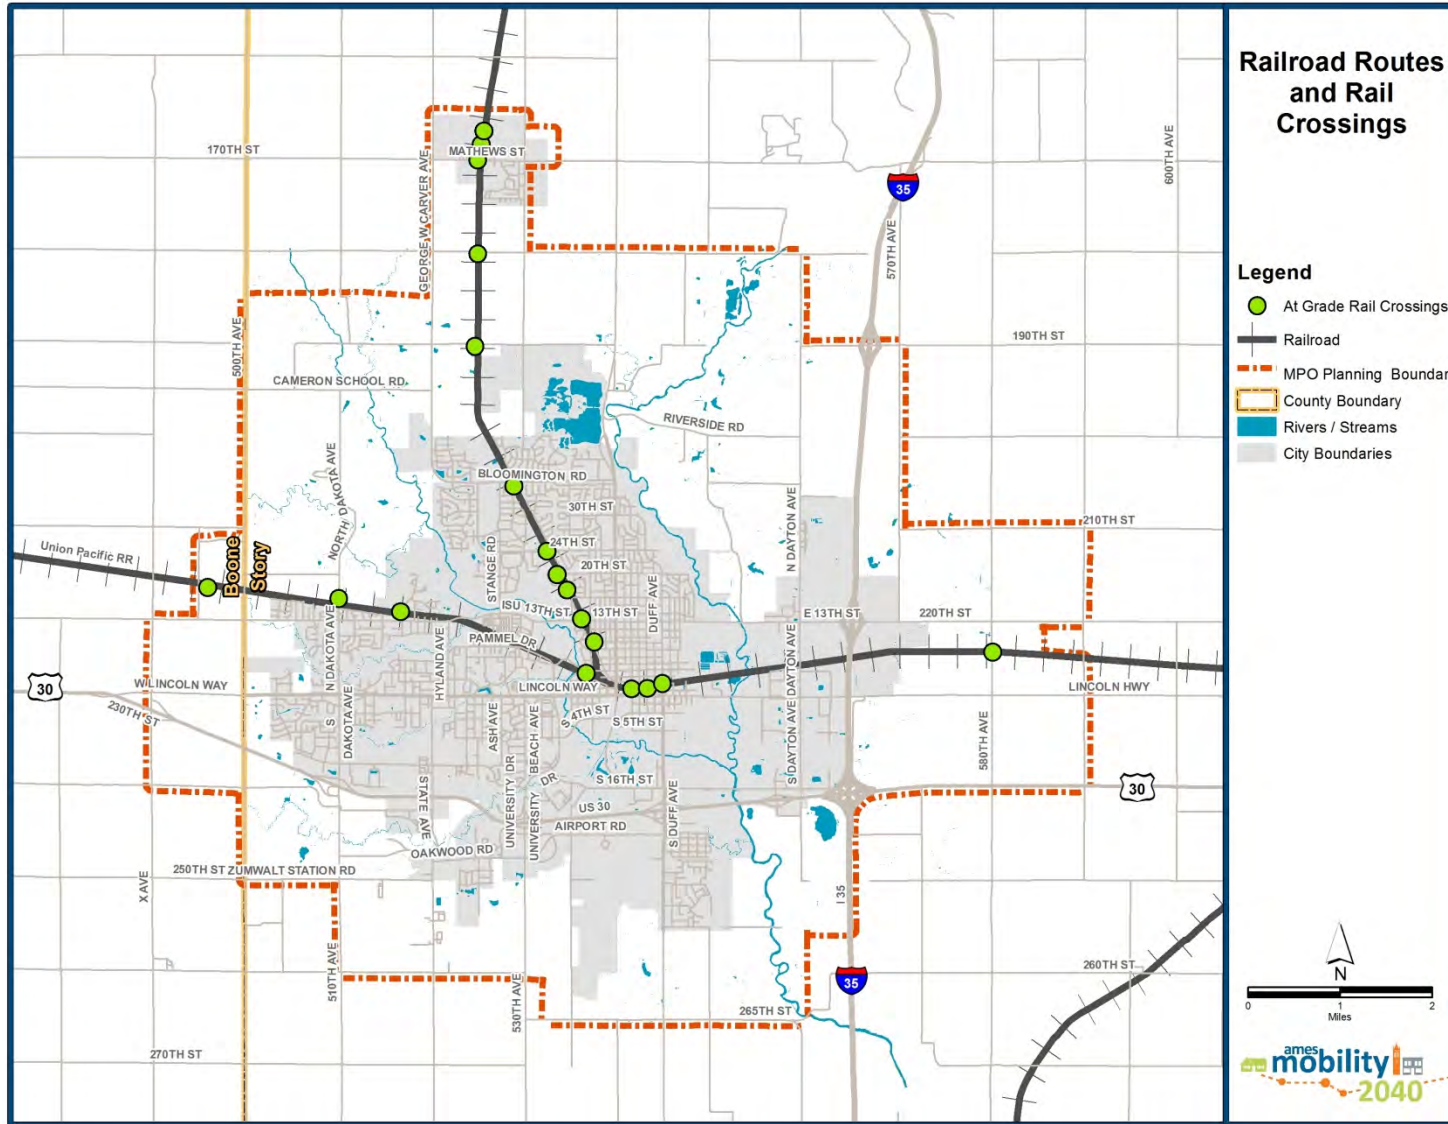 Railroad Routes
and Rail
Crossings
Legend
At Grade Rail Crossings
Railroad
MPO Planning Boundar
County Boundary
Rivers / Streams
City Boundaries
N
0 1 2
Miles
ames
mobility
2040
170TH ST
MATHEWS ST
GEORGE W CARVER AVE
600TH AVE
35
570TH AVE
500TH AVE
190TH ST
CAMERON SCHOOL RD
RIVERSIDE RD
NORTH DAKOTA AVE
BLOOMINGTON RD
30TH ST
N DAYTON AVE
210TH ST
Union Pacific RR
Boone
Story
24TH ST
STANGE RD
20TH ST
DUFF AVE
ISU 13TH ST
13TH ST
E 13TH ST
220TH ST
N DAKOTA AVE
PAMMEL DR
HYLAND AVE
30
W LINCOLN WAY
LINCOLN WAY
LINCOLN HWY
230TH ST
S
DAKOTA AVE
ASH AVE
BEACH AVE
S 4TH ST
S 5TH ST
DAYTON AVE
S DAYTON AVE
580TH AVE
STATE AVE
UNIVERSITY DR
UNIVERSITY
DR
S 16TH ST
US 30
30
AIRPORT RD
S DUFF AVE
OAKWOOD RD
250TH ST ZUMWALT STATION RD
X AVE
I 35
510TH AVE
530TH AVE
35
260TH ST
265TH ST
270TH ST